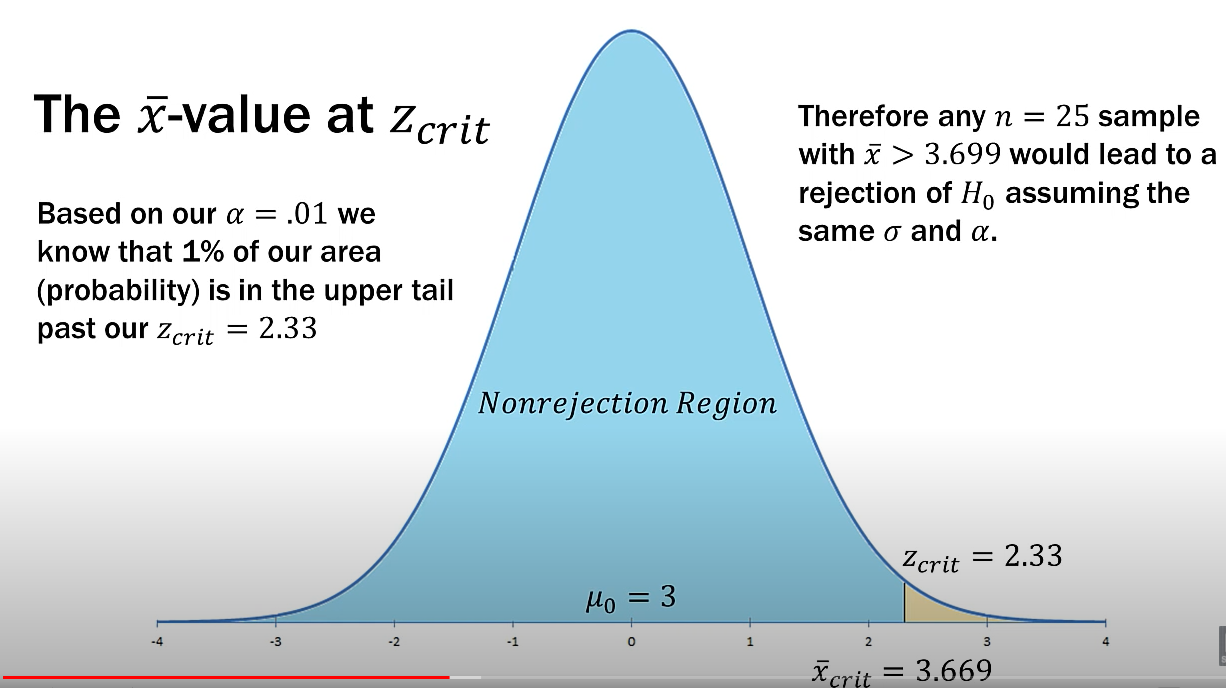 The x̄-value at z_crit
Based on our α = .01 we
know that 1% of our area
(probability) is in the upper tail
past our z_crit = 2.33
Therefore any n = 25 sample
with x̄ > 3.699 would lead to a
rejection of H₀ assuming the
same σ and α.
Nonrejection Region
z_crit = 2.33
μ₀ = 3
-4 -3 -2 -1 0 1 2 3 4
x̄_crit = 3.669